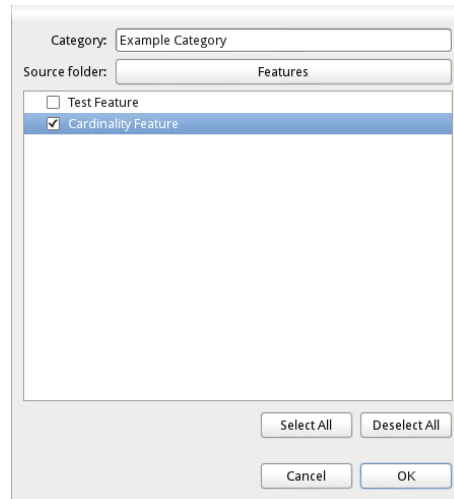 Category: Example Category
Source folder: Features
Test Feature
Cardinality Feature
Select All Deselect All
Cancel OK